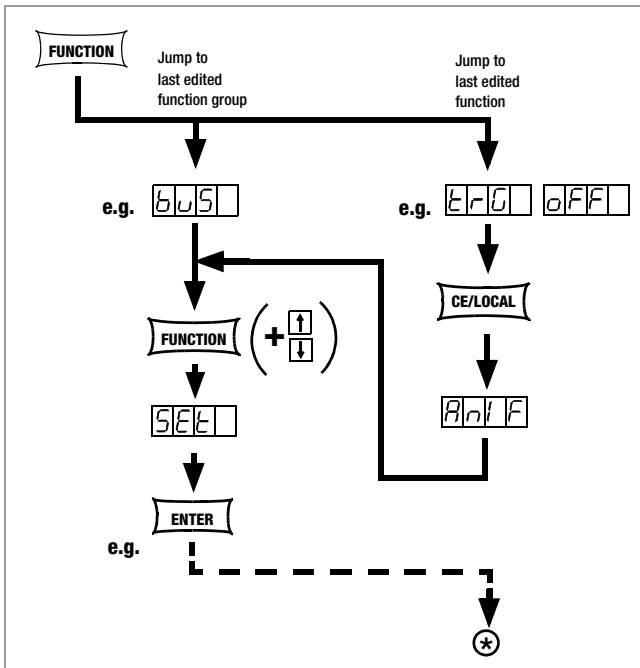 FUNCTION
Jump to
last edited
function group
Jump to
last edited
function
e.g. buS
e.g. trG oFF
CE/LOCAL
FUNCTION (+ ↑ ↓)
SEt
AnIF
ENTER
e.g.
*